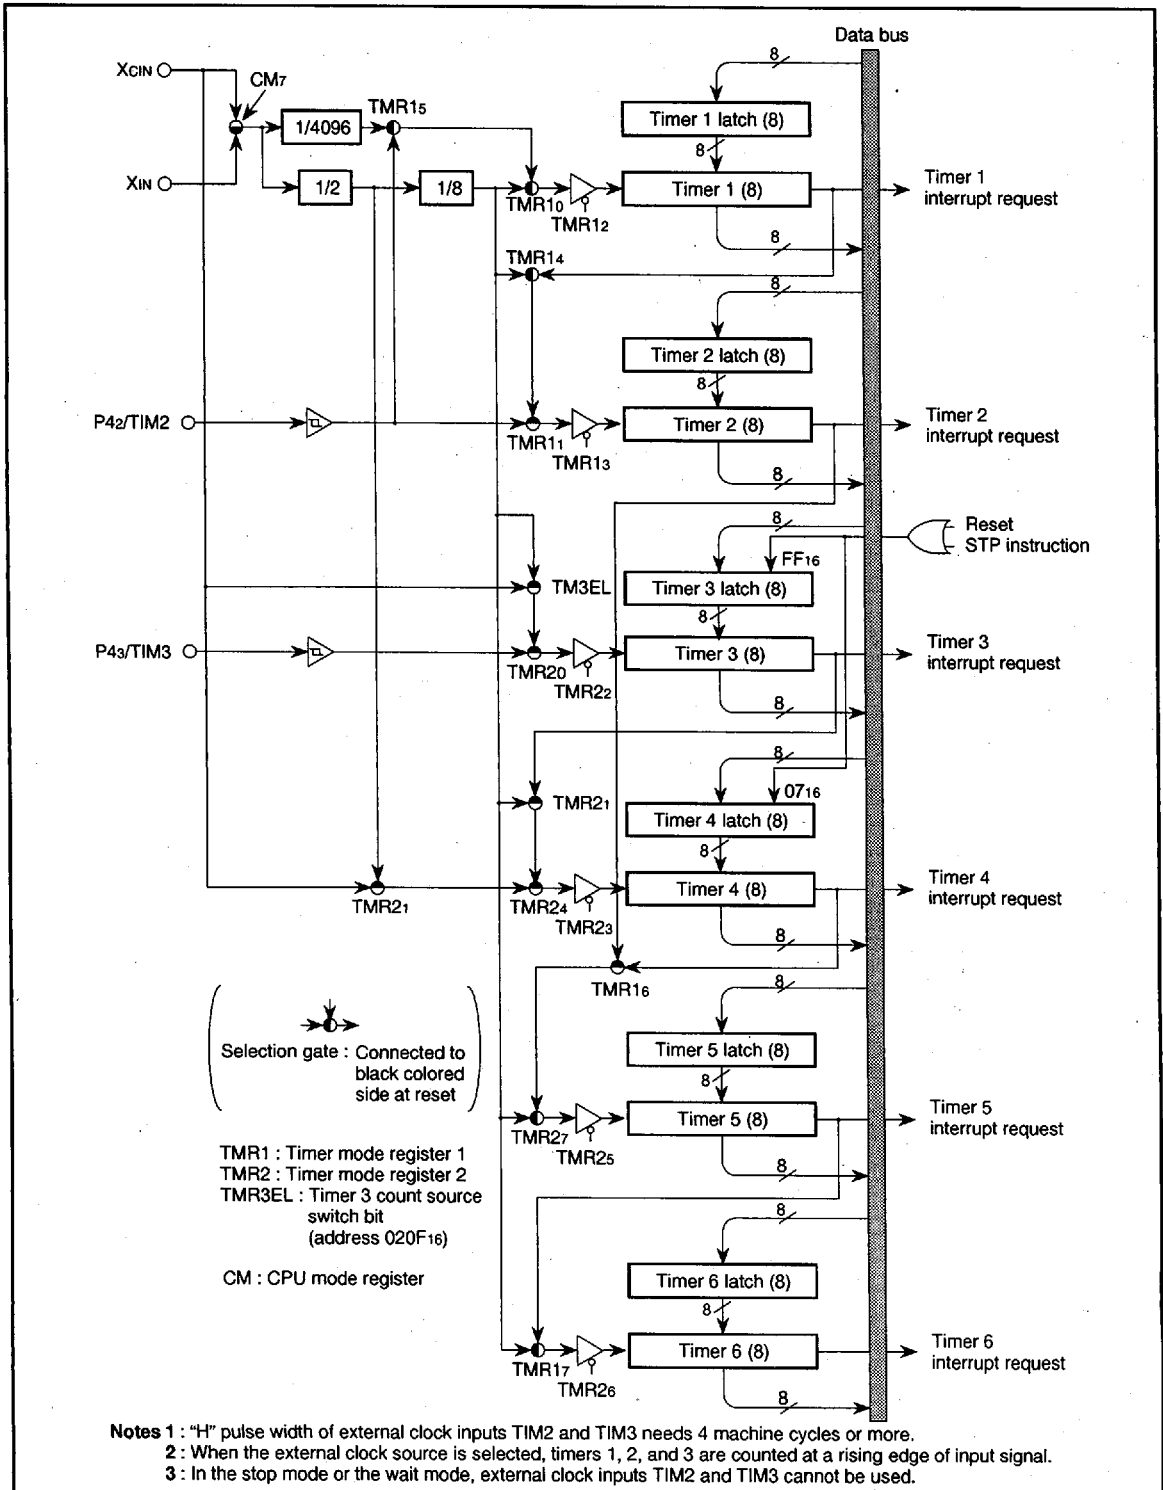 Data bus
XCIN
CM7
TMR15
1/4096
8
Timer 1 latch (8)
8
XIN
1/2
1/8
TMR10
TMR12
Timer 1 (8)
Timer 1
interrupt request
8
TMR14
8
Timer 2 latch (8)
8
P42/TIM2
TMR11
TMR13
Timer 2 (8)
Timer 2
interrupt request
8
8
Reset
STP instruction
FF16
TM3EL
Timer 3 latch (8)
8
P43/TIM3
TMR20
TMR22
Timer 3 (8)
Timer 3
interrupt request
8
8
0716
TMR21
Timer 4 latch (8)
8
TMR21
TMR24
TMR23
Timer 4 (8)
Timer 4
interrupt request
8
TMR16
8
Selection gate : Connected to
black colored
side at reset
Timer 5 latch (8)
8
TMR27
TMR25
Timer 5 (8)
Timer 5
interrupt request
8
TMR1 : Timer mode register 1
TMR2 : Timer mode register 2
TMR3EL : Timer 3 count source
switch bit
(address 020F16)
CM : CPU mode register
8
Timer 6 latch (8)
8
TMR17
TMR26
Timer 6 (8)
Timer 6
interrupt request
8
Notes 1 : “H” pulse width of external clock inputs TIM2 and TIM3 needs 4 machine cycles or more.
2 : When the external clock source is selected, timers 1, 2, and 3 are counted at a rising edge of input signal.
3 : In the stop mode or the wait mode, external clock inputs TIM2 and TIM3 cannot be used.